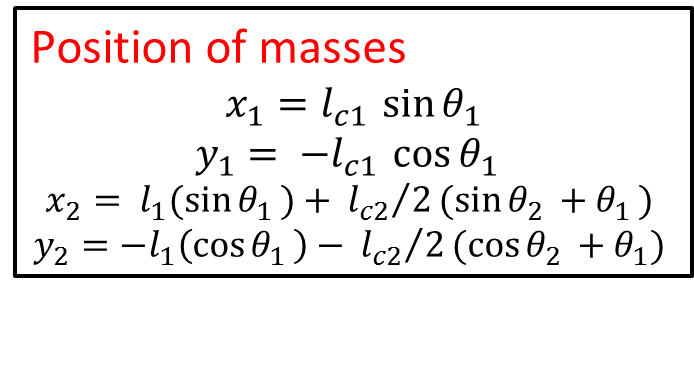 Position of masses
x₁ = l_c1 sin θ₁
y₁ = −l_c1 cos θ₁
x₂ = l₁(sin θ₁) + l_c2/2 (sin θ₂ + θ₁)
y₂ = −l₁(cos θ₁) − l_c2/2 (cos θ₂ + θ₁)